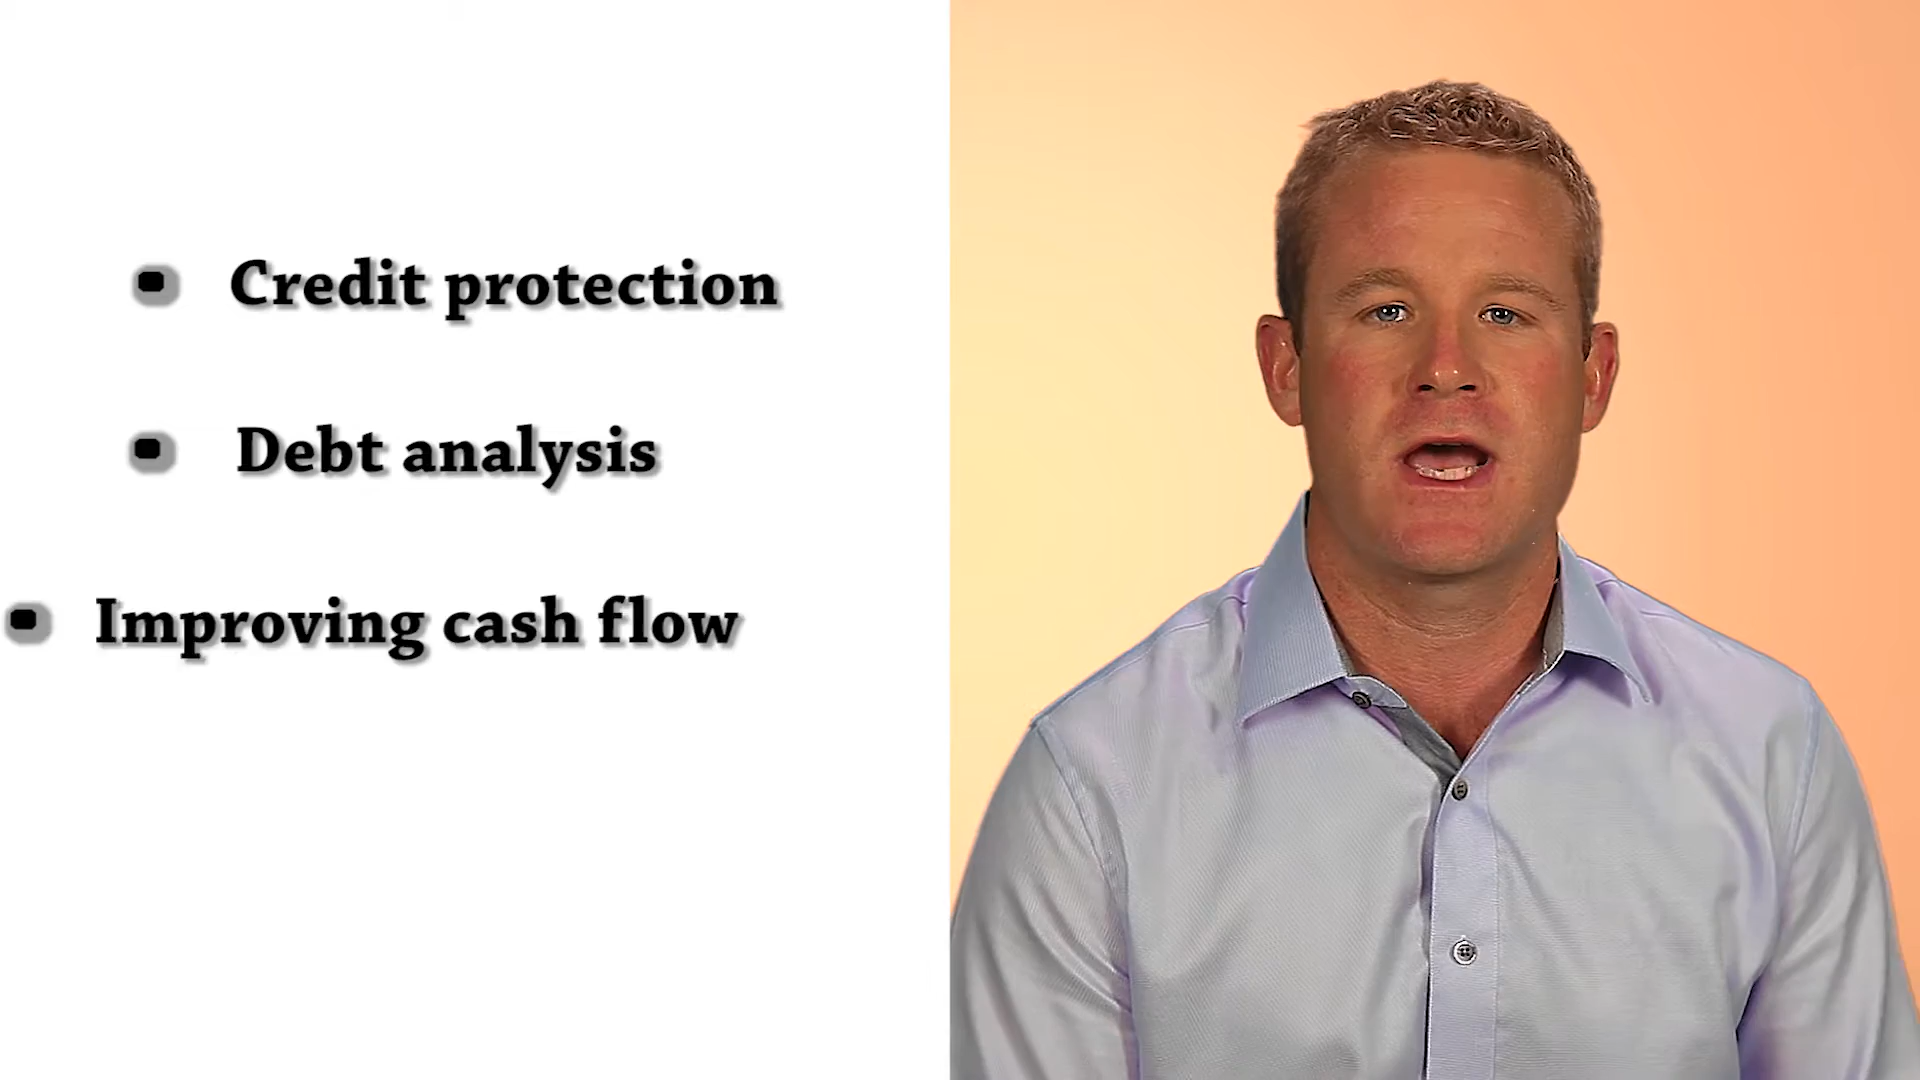 ▪ Credit protection
▪ Debt analysis
▪ Improving cash flow